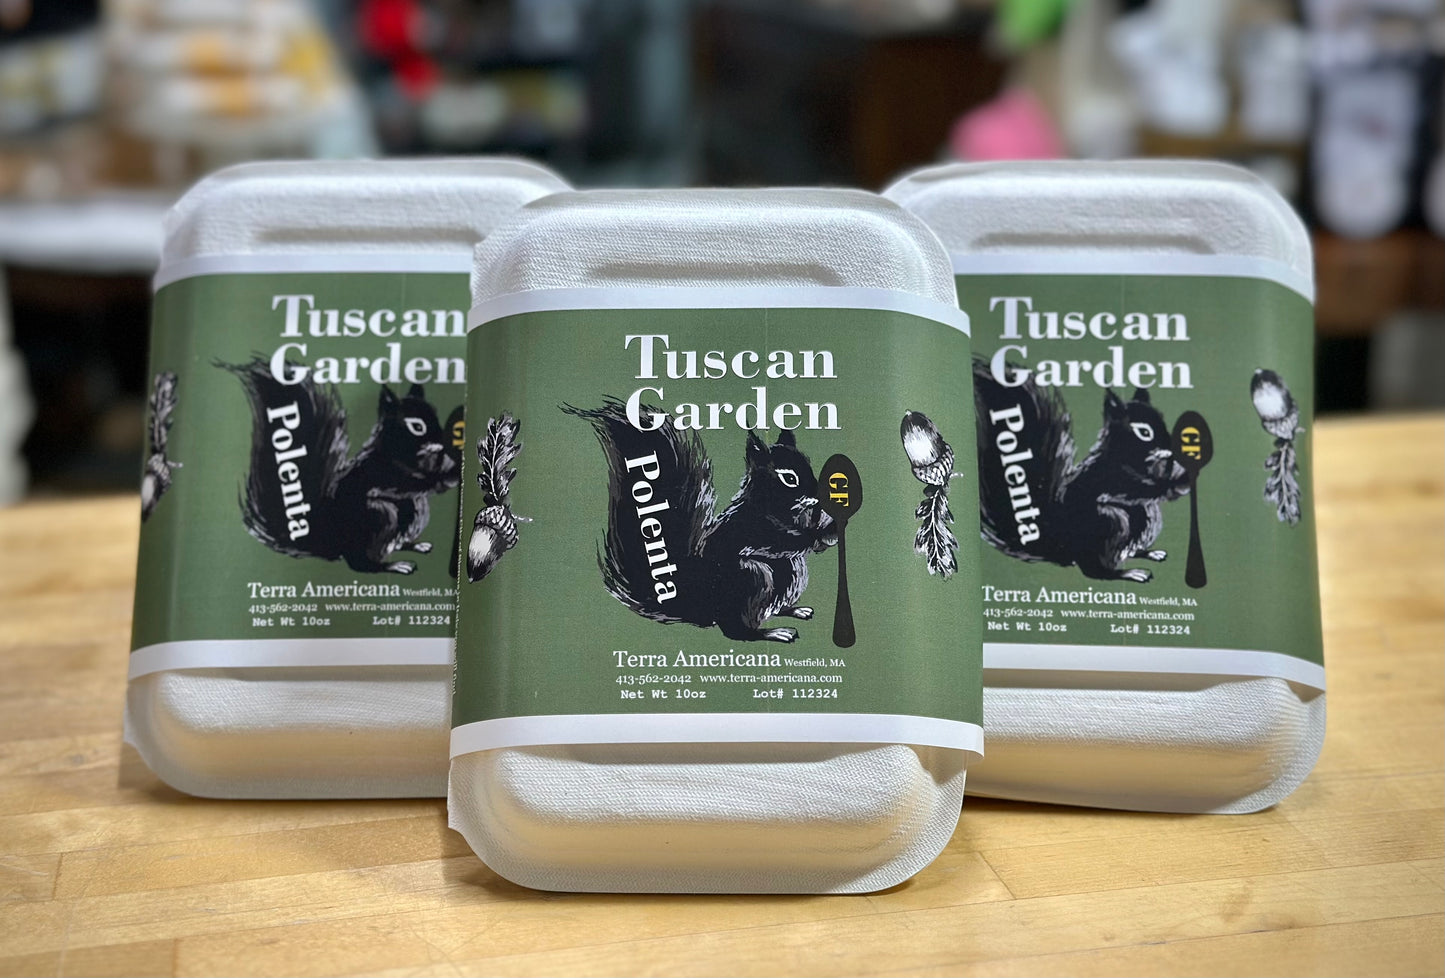 Tuscan
Garden
Polenta
GF
Terra Americana Westfield, MA
413-562-2042 www.terra-americana.com
Net Wt 10oz Lot# 112324
Tuscan
Garden
Polenta
GF
Terra Americana Westfield, MA
413-562-2042 www.terra-americana.com
Net Wt 10oz Lot# 112324
Tuscan
Garden
Polenta
GF
Terra Americana Westfield, MA
413-562-2042 www.terra-americana.com
Net Wt 10oz Lot# 112324